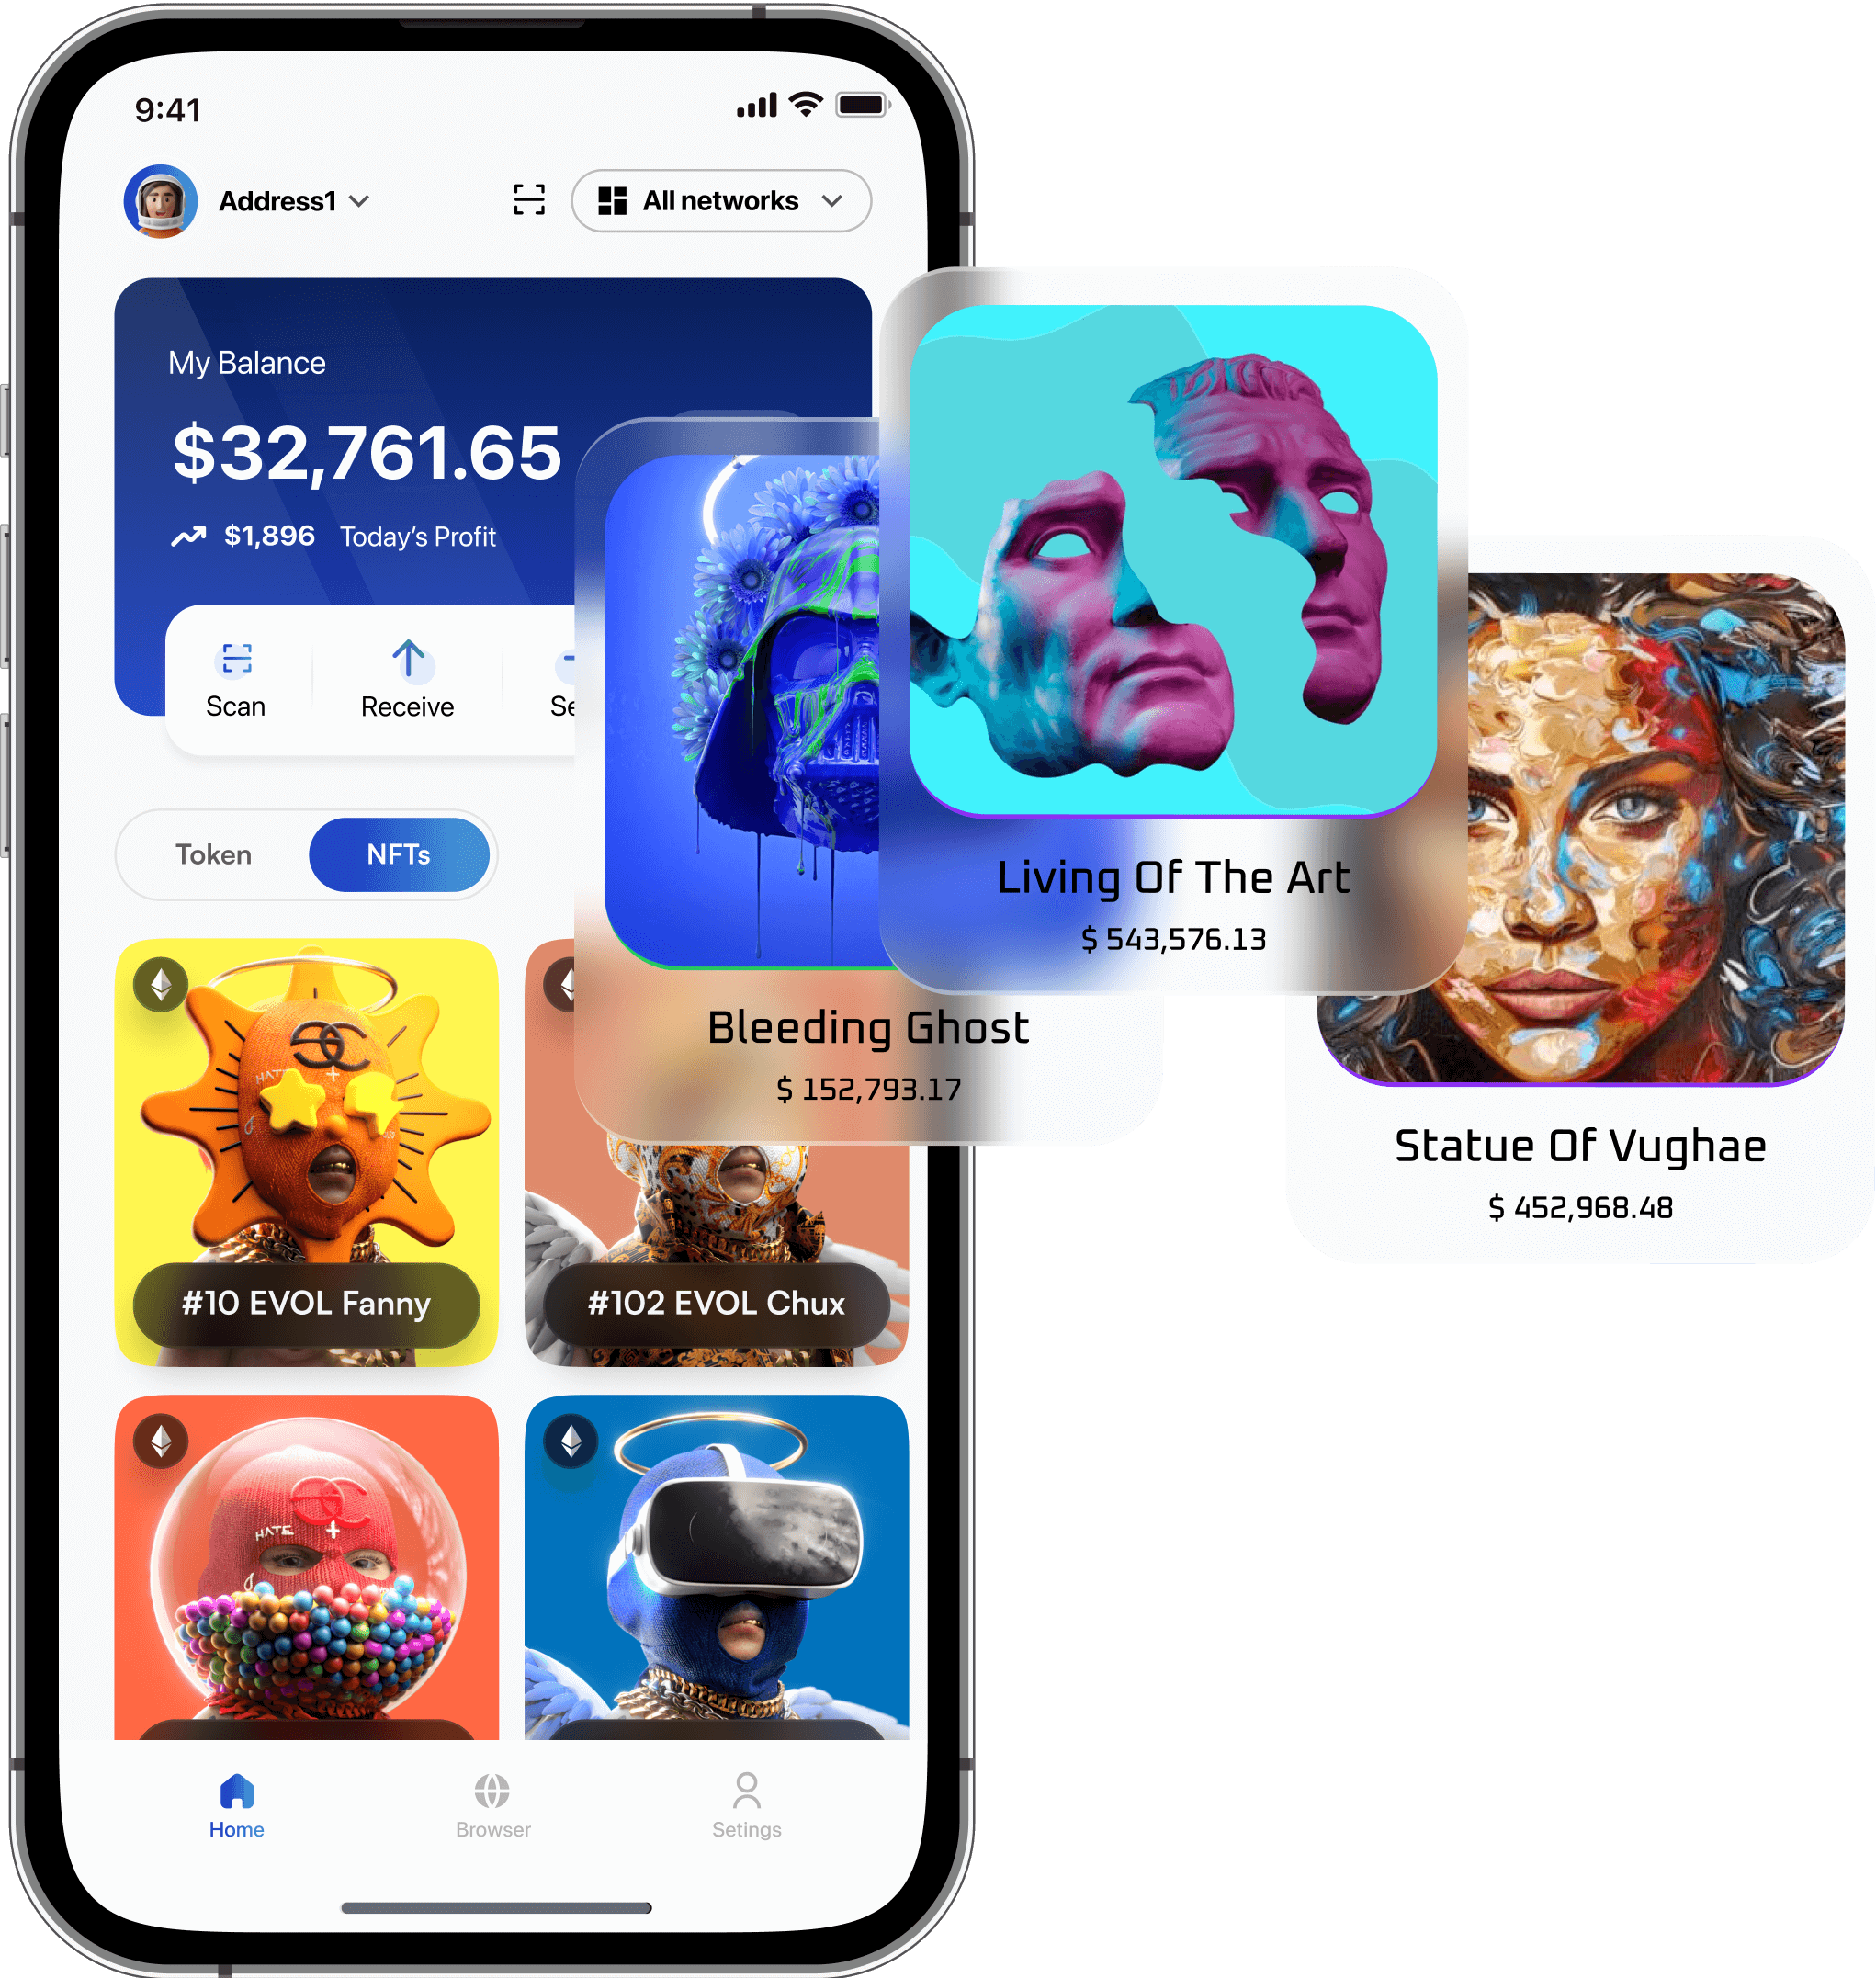 9:41
Address1
All networks
My Balance
$32,761.65
$1,896 Today's Profit
Scan
Receive
Se
Token
NFTs
Living Of The Art
$ 543,576.13
Bleeding Ghost
$ 152,793.17
Statue Of Vughae
$ 452,968.48
HATE
#10 EVOL Fanny
#102 EVOL Chux
HATE
Home
Browser
Setings